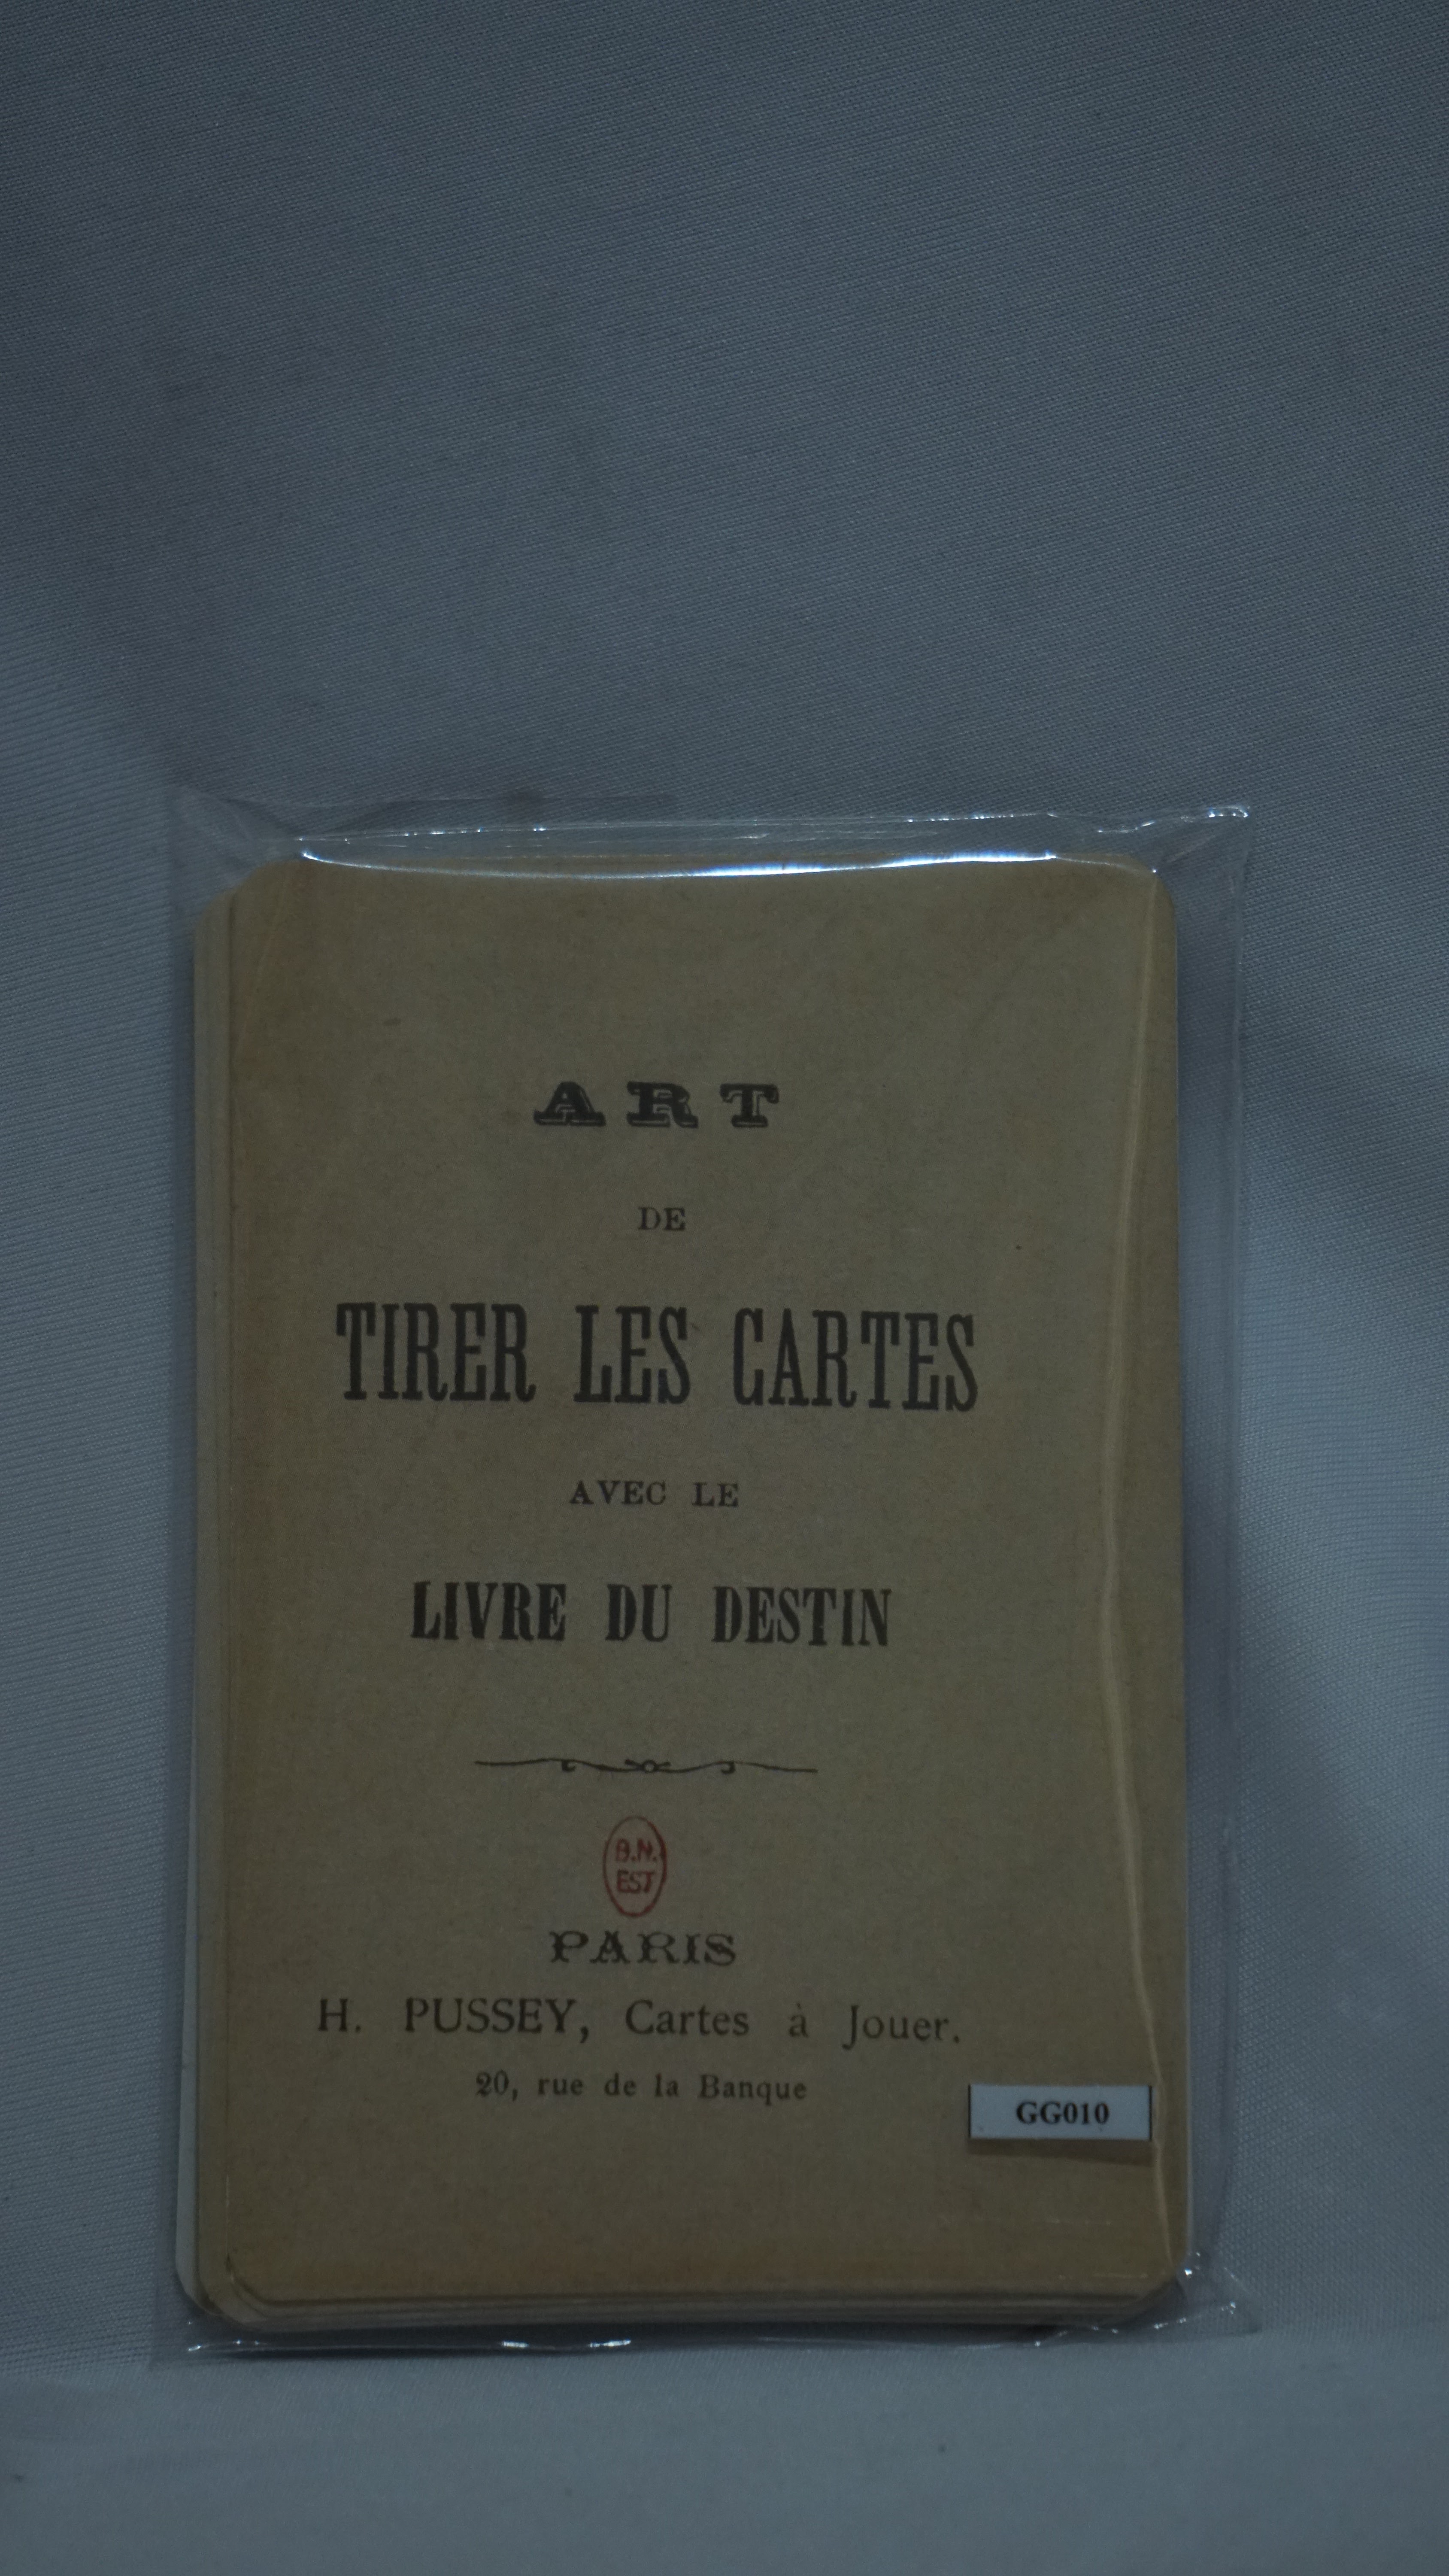 ART
DE
TIRER LES CARTES
AVEC LE
LIVRE DU DESTIN
B.N.
EST
PARIS
H. PUSSEY, Cartes à Jouer.
20, rue de la Banque
GG010